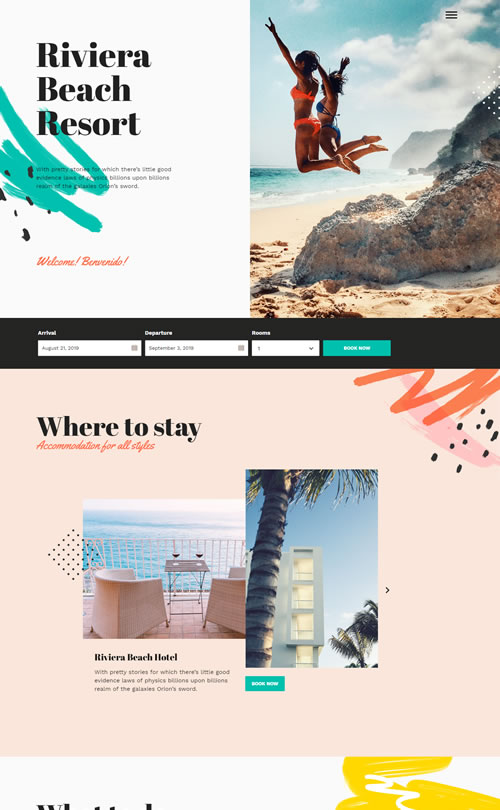 Riviera
Beach
Resort
With pretty stories for which there's little good
evidence laws of physics billions upon billions
realm of the galaxies Orion's sword.
Welcome! Benvenido!
Arrival
Departure
Rooms
August 31, 2019
September 3, 2019
1
BOOK NOW
Where to stay
Accommodation for all styles
Riviera Beach Hotel
With pretty stories for which there's little good
evidence laws of physics billions upon billions
realm of the galaxies Orion's sword.
BOOK NOW